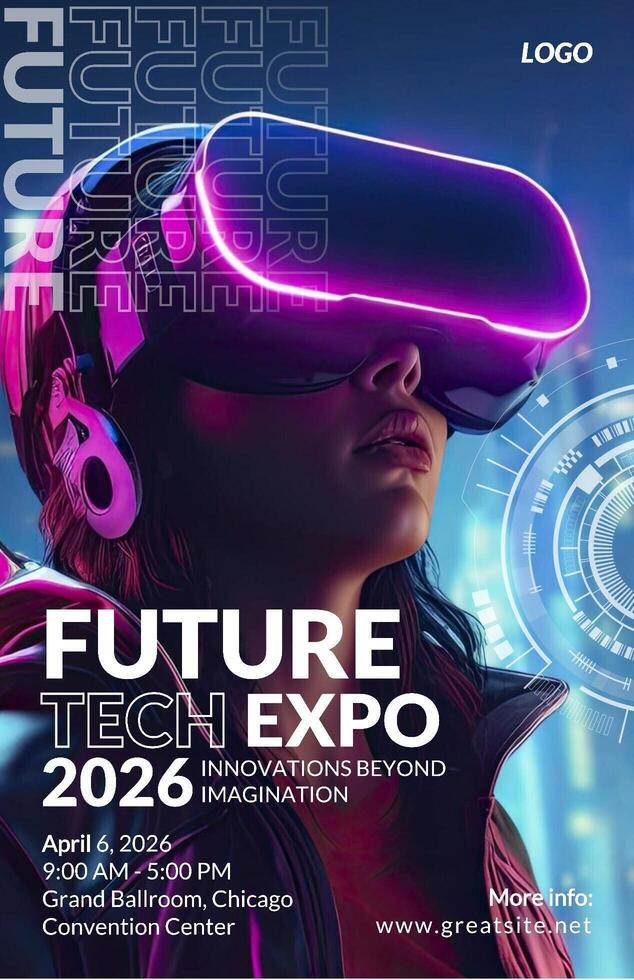 FUTURE
FUTURE
FUTURE
FUTURE
FUTURE
LOGO
FUTURE
TECH EXPO
2026
INNOVATIONS BEYOND
IMAGINATION
April 6, 2026
9:00 AM - 5:00 PM
Grand Ballroom, Chicago
Convention Center
More info:
www.greatsite.net